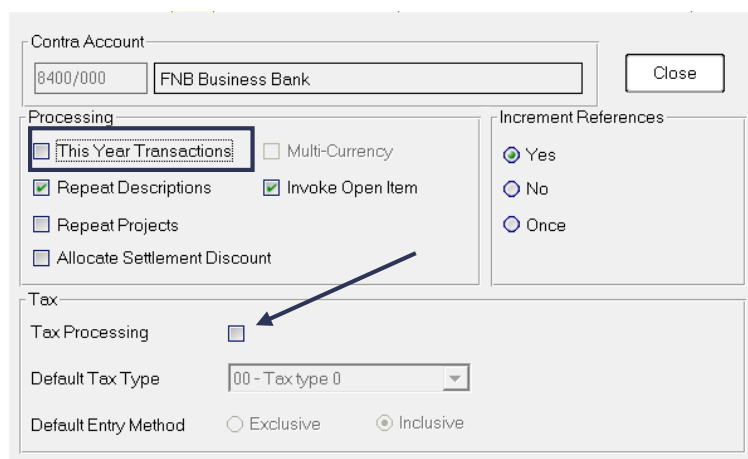 Contra Account
8400/000 FNB Business Bank
Close
Processing
This Year Transactions Multi-Currency
Repeat Descriptions Invoke Open Item
Repeat Projects
Allocate Settlement Discount
Increment References
Yes
No
Once
Tax
Tax Processing
Default Tax Type 00 - Tax type 0
Default Entry Method Exclusive Inclusive